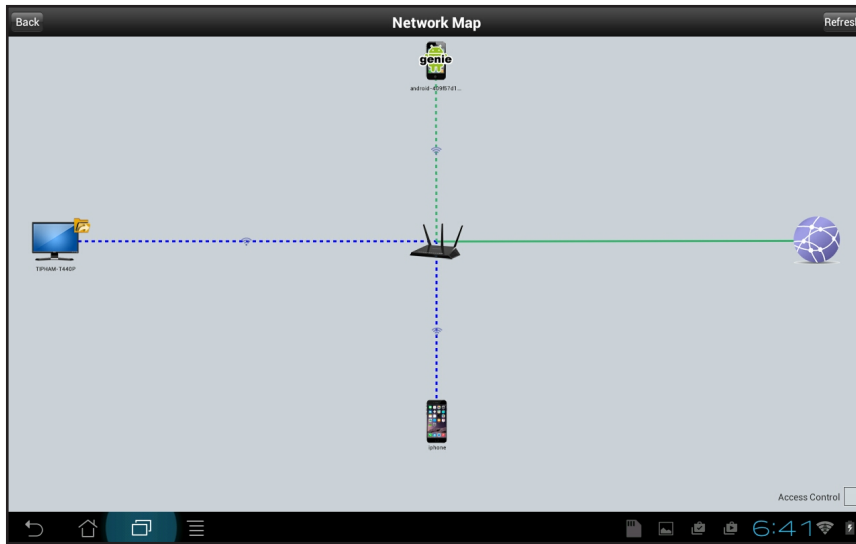 Back
Network Map
Refresh
genie
TIPHAM-T440P
iphone
Access Control
6:41